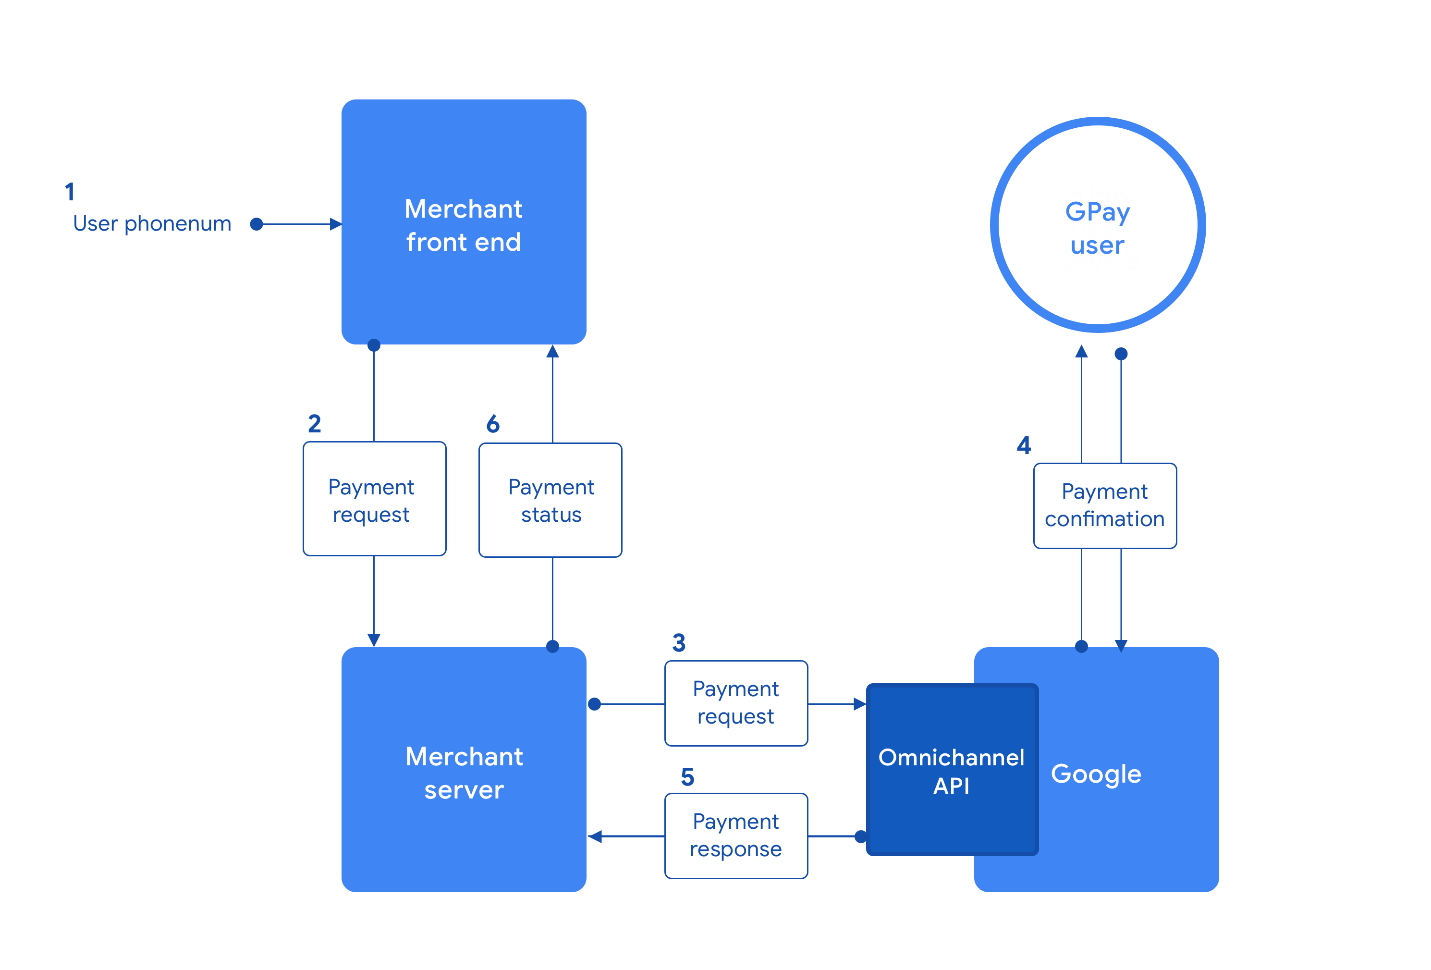 1
User phonenum
Merchant
front end
GPay
user
2
Payment
request
6
Payment
status
4
Payment
confimation
3
Payment
request
Merchant
server
5
Payment
response
Omnichannel
API
Google